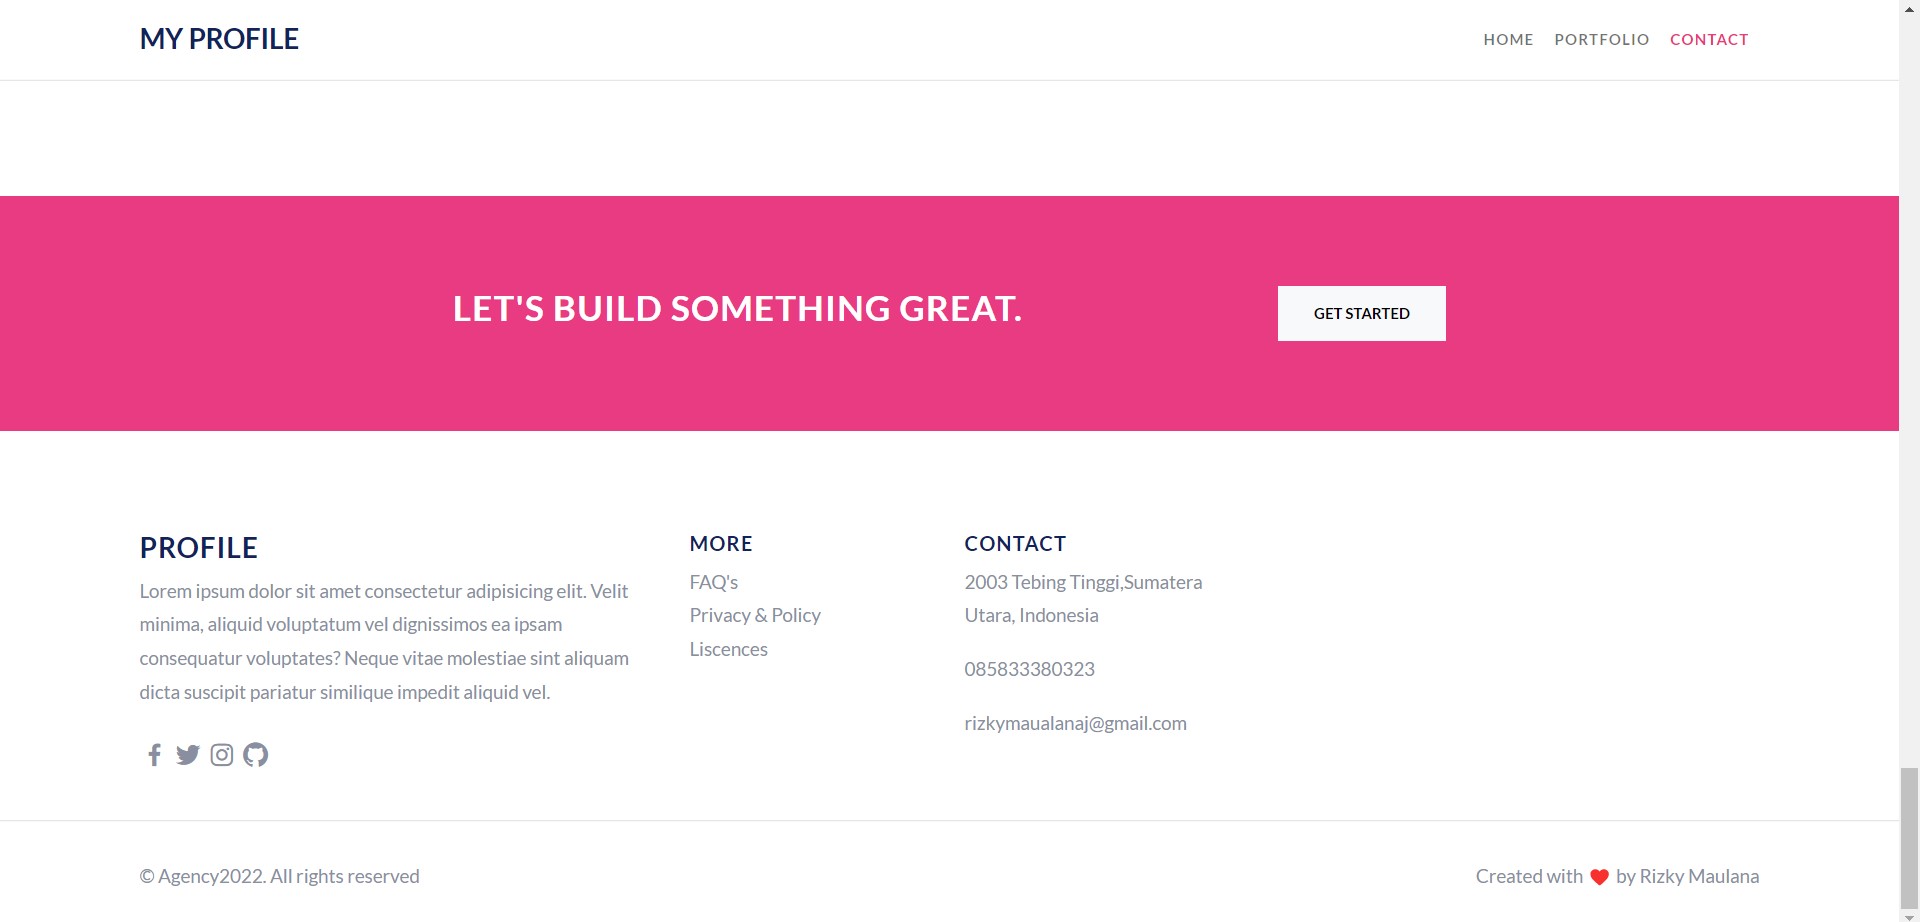 MY PROFILE
HOME PORTFOLIO CONTACT
LET'S BUILD SOMETHING GREAT.
GET STARTED
PROFILE
Lorem ipsum dolor sit amet consectetur adipisicing elit. Velit
minima, aliquid voluptatum vel dignissimos ea ipsam
consequatur voluptates? Neque vitae molestiae sint aliquam
dicta suscipit pariatur similique impedit aliquid vel.
MORE
FAQ's
Privacy & Policy
Liscences
CONTACT
2003 Tebing Tinggi,Sumatera
Utara, Indonesia
085833380323
rizkymaualanaj@gmail.com
© Agency2022. All rights reserved
Created with ❤️ by Rizky Maulana